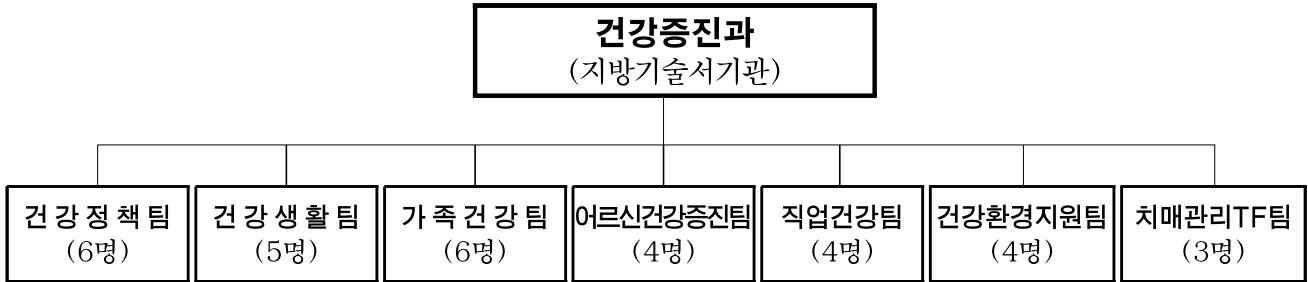 건강증진과
(지방기술서기관)
건 강 정 책 팀
(6명)
건 강 생 활 팀
(5명)
가 족 건 강 팀
(6명)
어르신건강증진팀
(4명)
직업건강팀
(4명)
건강환경지원팀
(4명)
치매관리TF팀
(3명)